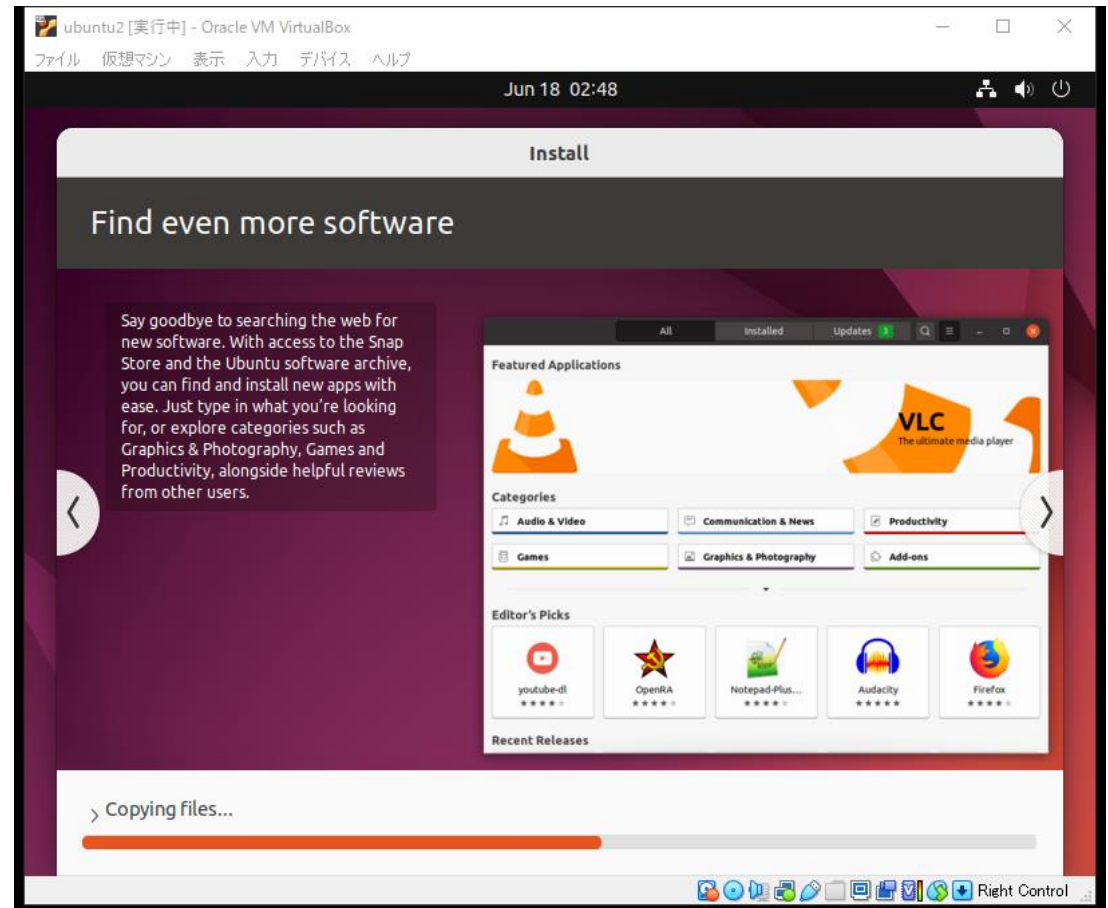 ubuntu2 [実行中] - Oracle VM VirtualBox
ファイル 仮想マシン 表示 入力 デバイス ヘルプ
Jun 18 02:48
Install
Find even more software
Say goodbye to searching the web for
new software. With access to the Snap
Store and the Ubuntu software archive,
you can find and install new apps with
ease. Just type in what you're looking
for, or explore categories such as
Graphics & Photography, Games and
Productivity, alongside helpful reviews
from other users.
All Installed Updates 3
Featured Applications
VLC
The ultimate media player
Categories
Audio & Video Communication & News Productivity
Games Graphics & Photography Add-ons
Editor's Picks
youtube-dl OpenRA Notepad-Plus... Audacity Firefox
Recent Releases
Copying files...
Right Control